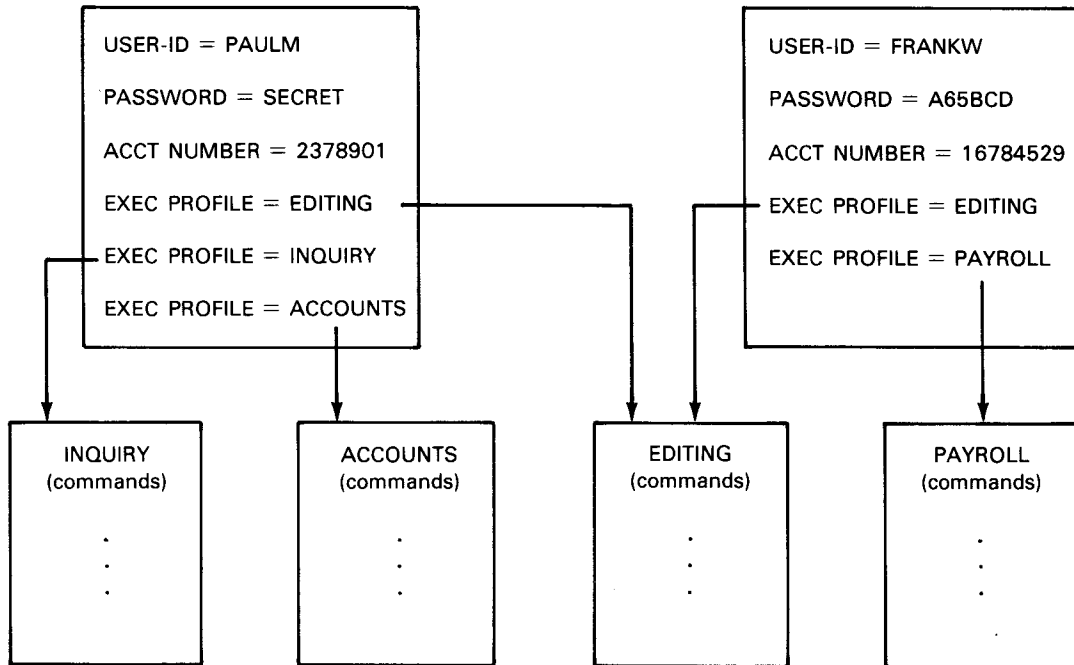 USER-ID = PAULM
PASSWORD = SECRET
ACCT NUMBER = 2378901
EXEC PROFILE = EDITING
EXEC PROFILE = INQUIRY
EXEC PROFILE = ACCOUNTS
USER-ID = FRANKW
PASSWORD = A65BCD
ACCT NUMBER = 16784529
EXEC PROFILE = EDITING
EXEC PROFILE = PAYROLL
INQUIRY
(commands)
ACCOUNTS
(commands)
EDITING
(commands)
PAYROLL
(commands)